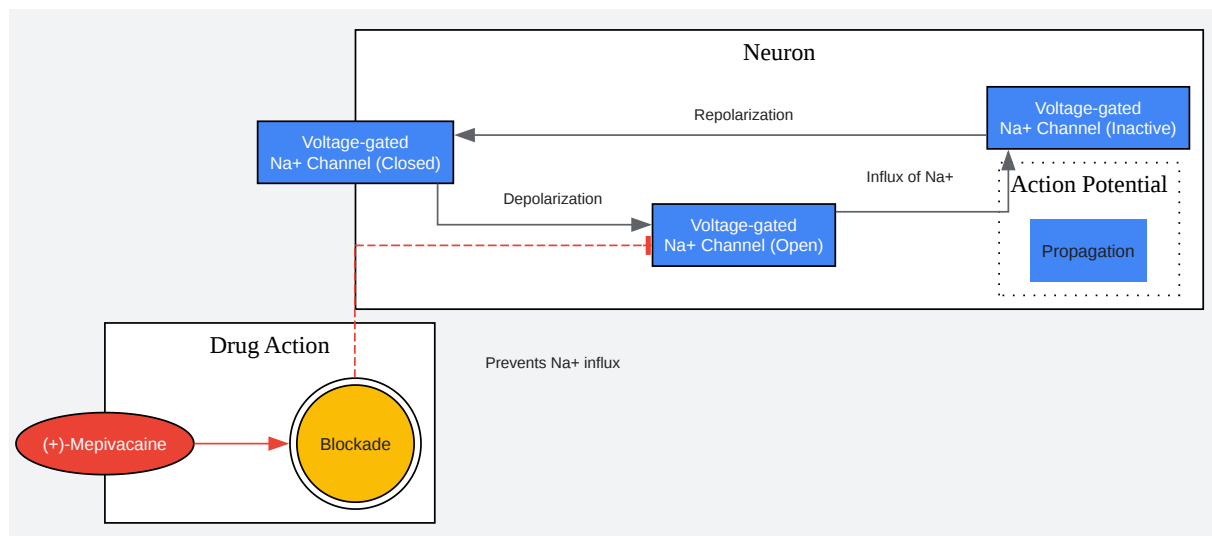 Neuron
Voltage-gated
Na+ Channel (Closed)
Repolarization
Voltage-gated
Na+ Channel (Inactive)
Depolarization
Influx of Na+
Voltage-gated
Na+ Channel (Open)
Action Potential
Propagation
Drug Action
Prevents Na+ influx
(+)-Mepivacaine
Blockade